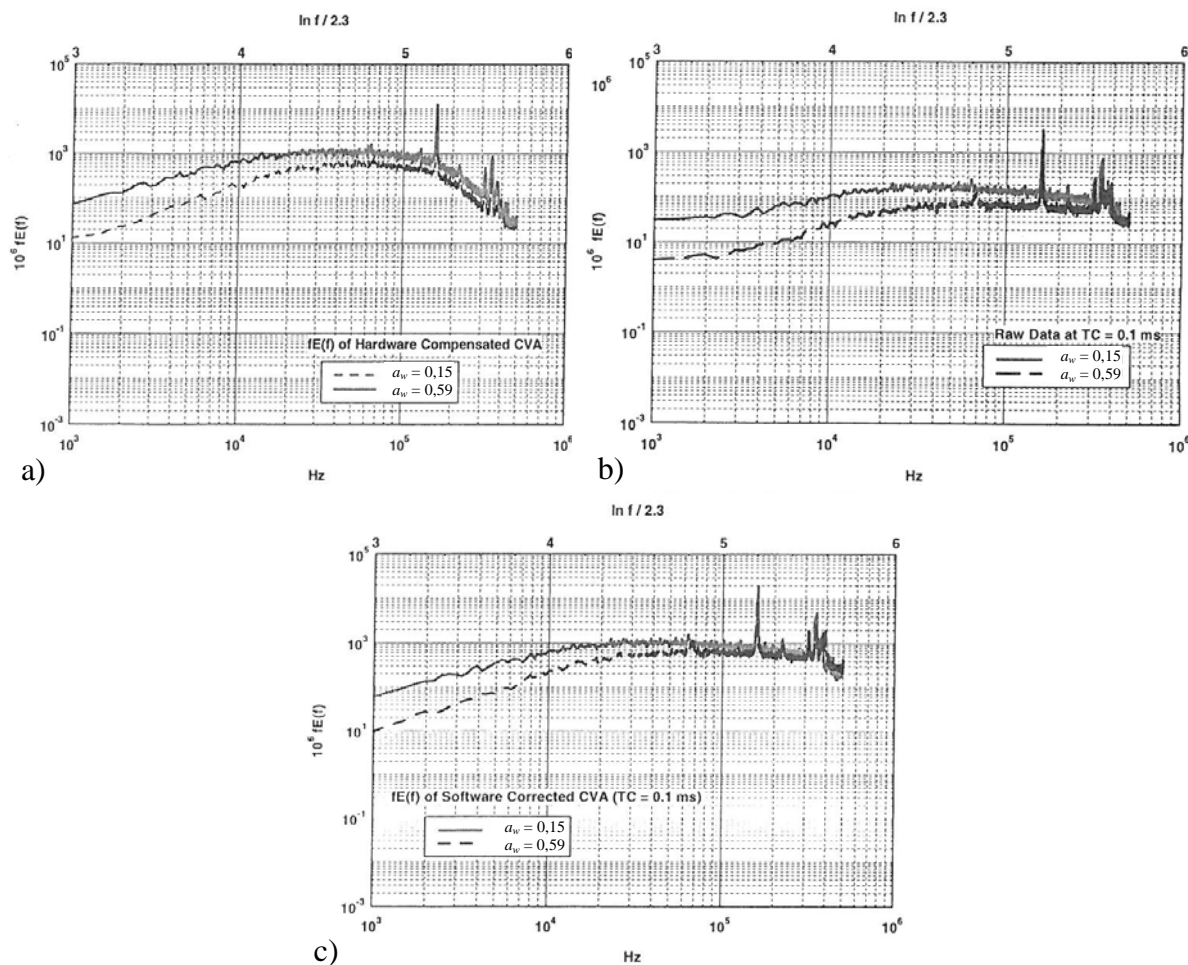 a)
ln f / 2.3
3 4 5 6
10^5
10^3
10^1
10^-1
10^-3
10^6 fE(f)
fE(f) of Hardware Compensated CVA
a_w = 0,15
a_w = 0,59
10^3 10^4 10^5 10^6
Hz
b)
ln f / 2.3
3 4 5 6
10^5
10^6
10^3
10^1
10^-1
10^-3
10^6 fE(f)
Raw Data at TC = 0.1 ms
a_w = 0,15
a_w = 0,59
10^3 10^4 10^5 10^6
Hz
c)
ln f / 2.3
3 4 5 6
10^5
10^3
10^1
10^-1
10^-3
10^6 fE(f)
fE(f) of Software Corrected CVA (TC = 0.1 ms)
a_w = 0,15
a_w = 0,59
10^3 10^4 10^5 10^6
Hz